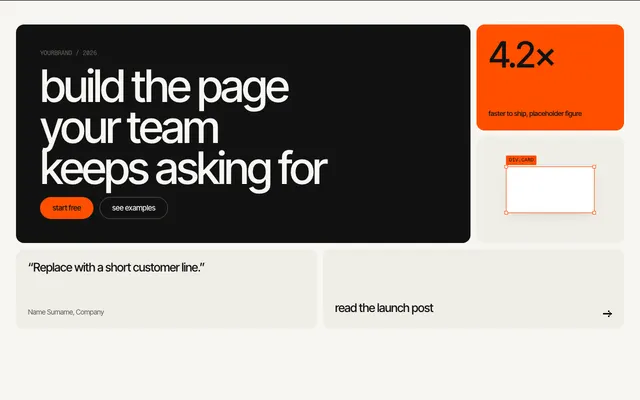 YOURBRAND / 2026
build the page
your team
keeps asking for
start free
see examples
4.2×
faster to ship, placeholder figure
DIV.CARD
“Replace with a short customer line.”
Name Surname, Company
read the launch post
→